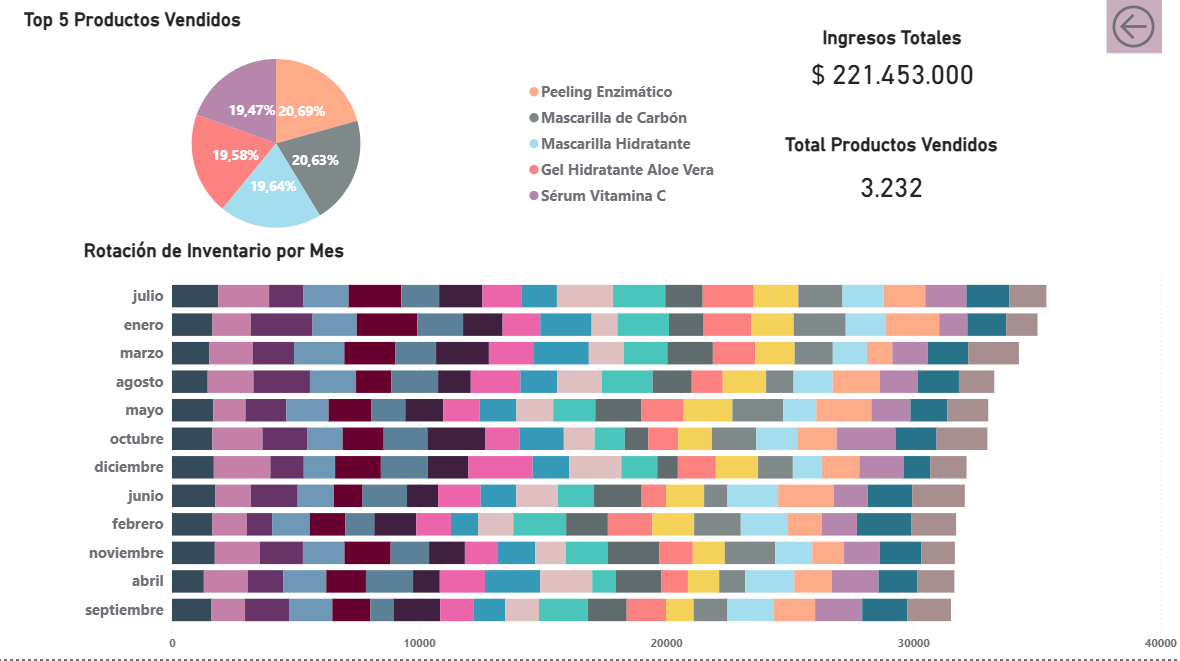 Top 5 Productos Vendidos
Ingresos Totales
$ 221.453.000
19,47% 20,69%
19,58% 20,63%
19,64%
Peeling Enzimático
Mascarilla de Carbón
Mascarilla Hidratante
Gel Hidratante Aloe Vera
Sérum Vitamina C
Total Productos Vendidos
3.232
Rotación de Inventario por Mes
julio
enero
marzo
agosto
mayo
octubre
diciembre
junio
febrero
noviembre
abril
septiembre
0 10000 20000 30000 40000